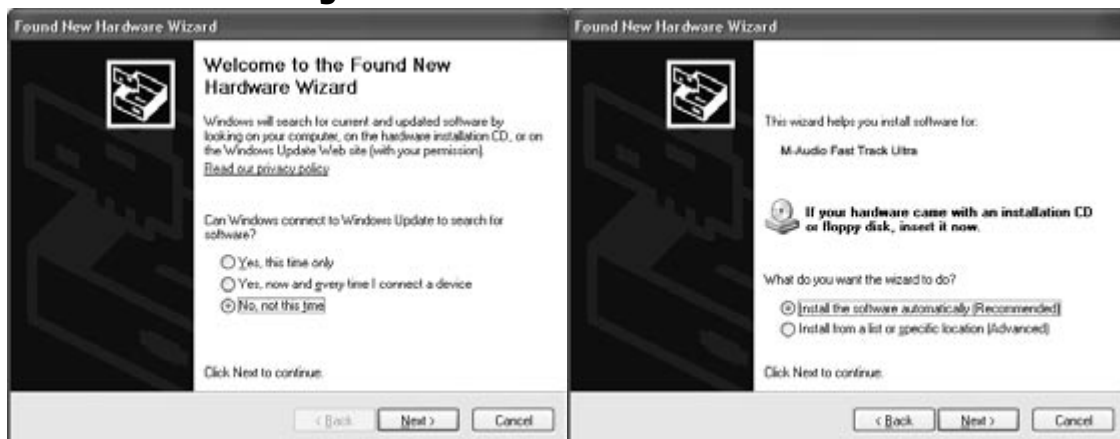 Found New Hardware Wizard
Welcome to the Found New
Hardware Wizard
Windows will search for current and updated software by
looking on your computer, on the hardware installation CD, or on
the Windows Update Web site (with your permission).
Read our privacy policy
Can Windows connect to Windows Update to search for
software?
Yes, this time only
Yes, now and every time I connect a device
No, not this time
Click Next to continue.
< Back
Next >
Cancel
Found New Hardware Wizard
This wizard helps you install software for:
M-Audio Fast Track Ultra
If your hardware came with an installation CD
or floppy disk, insert it now.
What do you want the wizard to do?
Install the software automatically (Recommended)
Install from a list or specific location (Advanced)
Click Next to continue.
< Back
Next >
Cancel